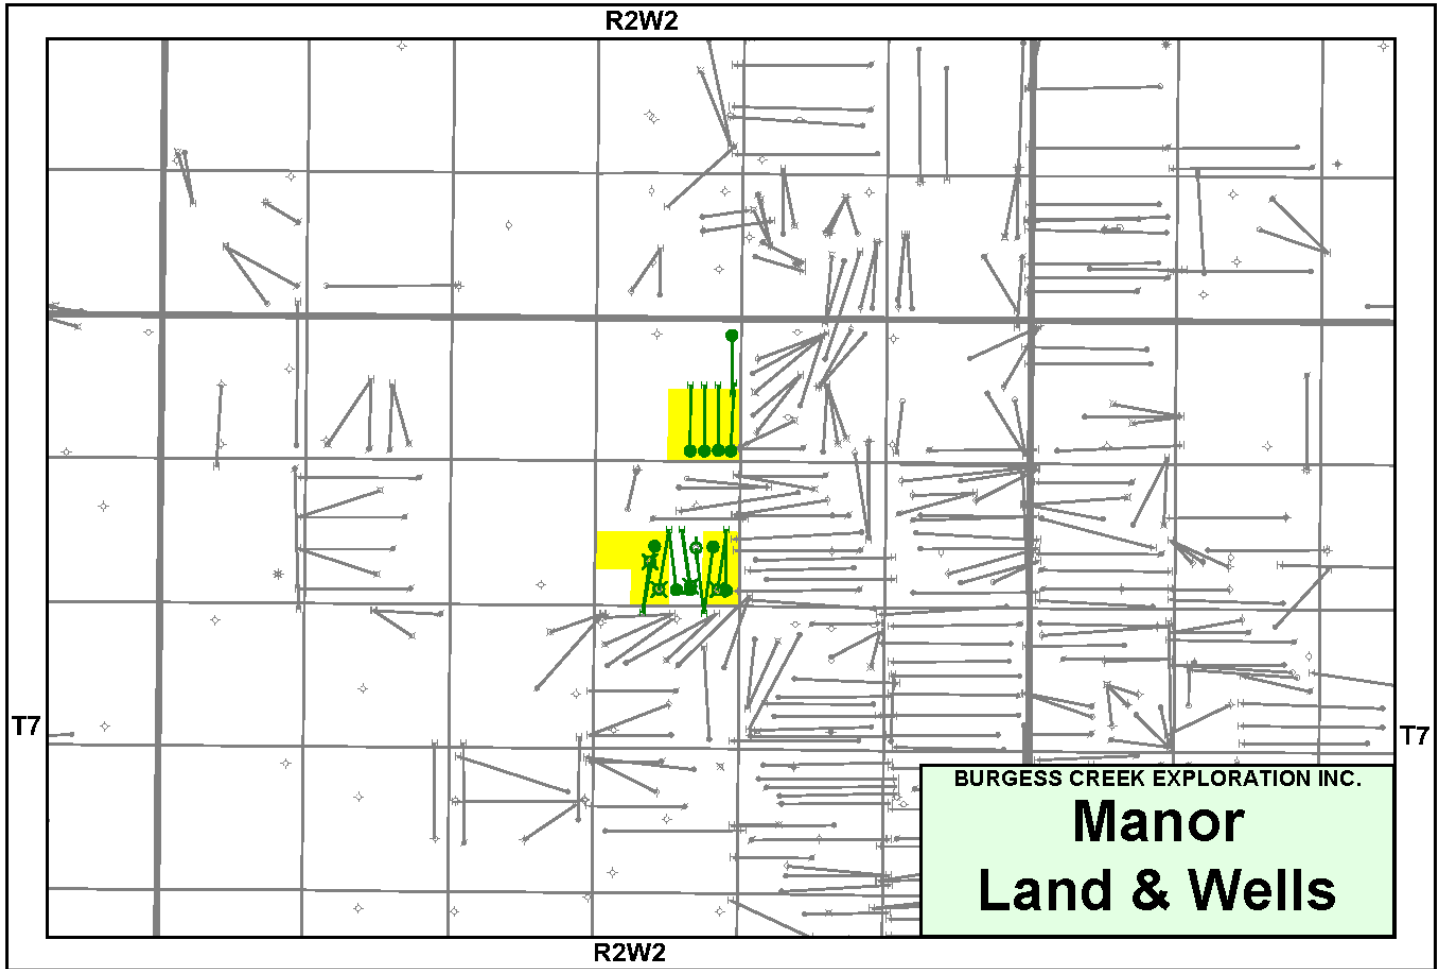 R2W2
T7
T7
BURGESS CREEK EXPLORATION INC.
Manor
Land & Wells
R2W2